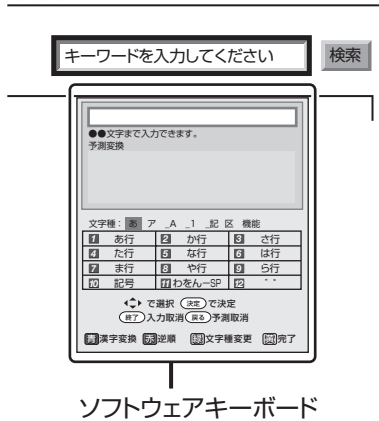 キーワードを入力してください 検索
●●文字まで入力できます。
予測変換
文字種: あ ア _A _1 _記 区 機能
1 あ行 2 か行 3 さ行
4 た行 5 な行 6 は行
7 ま行 8 や行 9 ら行
10 記号 11 わをん−SP 12 ゛゜
で選択 決定 で決定
終了 入力取消 戻る 予測取消
青 漢字変換 赤 逆順 緑 文字種変更 黄 完了
ソフトウェアキーボード